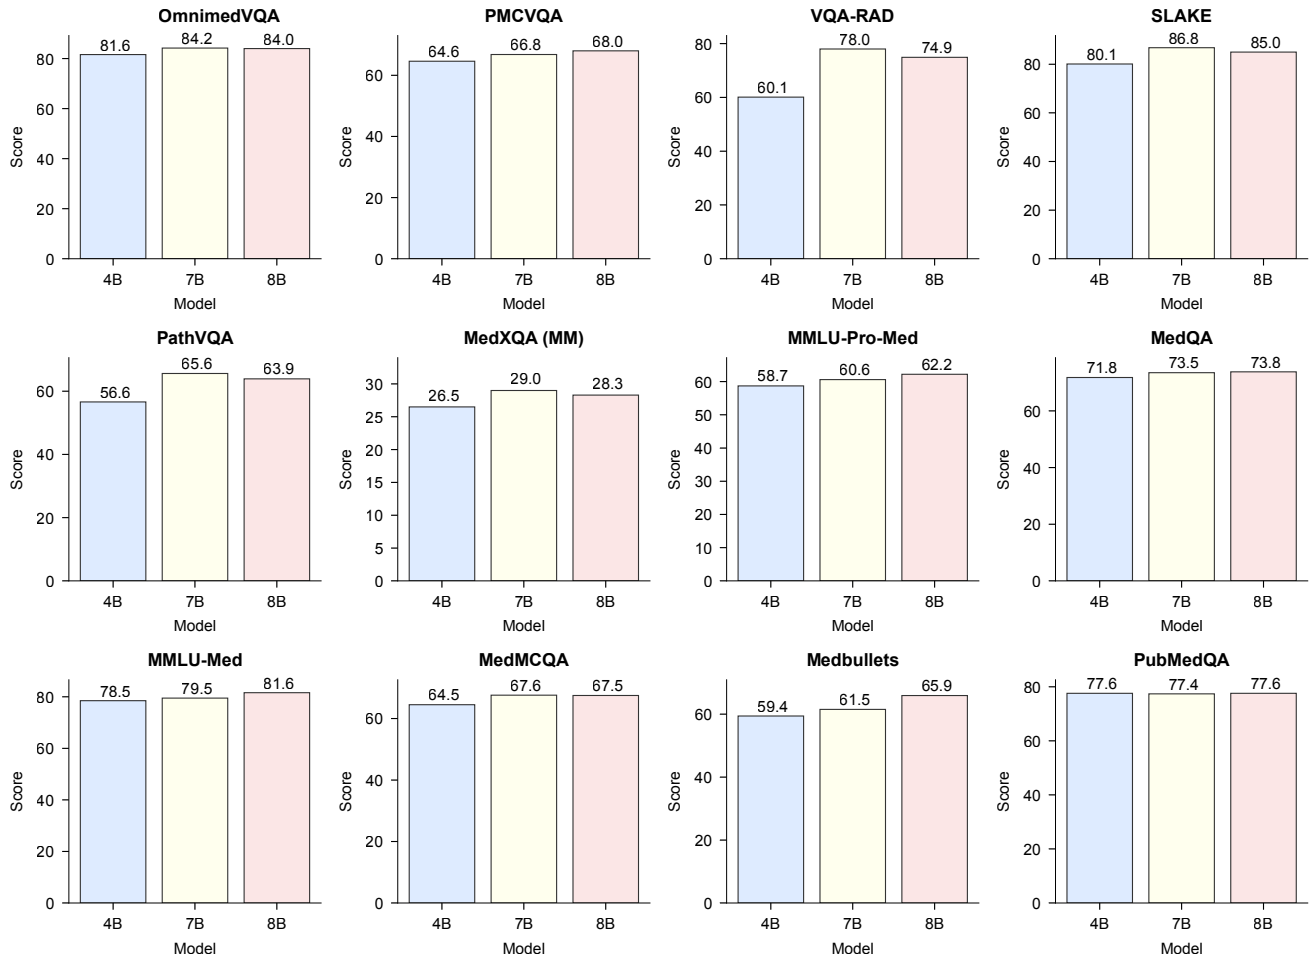 OmnimedVQA
81.6
84.2
84.0
80
60
40
20
0
Score
4B
7B
8B
Model
PMCVQA
64.6
66.8
68.0
60
40
20
0
Score
4B
7B
8B
Model
VQA-RAD
60.1
78.0
74.9
80
60
40
20
0
Score
4B
7B
8B
Model
SLAKE
80.1
86.8
85.0
80
60
40
20
0
Score
4B
7B
8B
Model
PathVQA
56.6
65.6
63.9
60
40
20
0
Score
4B
7B
8B
Model
MedXQA (MM)
26.5
29.0
28.3
30
25
20
15
10
5
0
Score
4B
7B
8B
Model
MMLU-Pro-Med
58.7
60.6
62.2
60
50
40
30
20
10
0
Score
4B
7B
8B
Model
MedQA
71.8
73.5
73.8
60
40
20
0
Score
4B
7B
8B
Model
MMLU-Med
78.5
79.5
81.6
80
60
40
20
0
Score
4B
7B
8B
Model
MedMCQA
64.5
67.6
67.5
60
40
20
0
Score
4B
7B
8B
Model
Medbullets
59.4
61.5
65.9
60
40
20
0
Score
4B
7B
8B
Model
PubMedQA
77.6
77.4
77.6
80
60
40
20
0
Score
4B
7B
8B
Model